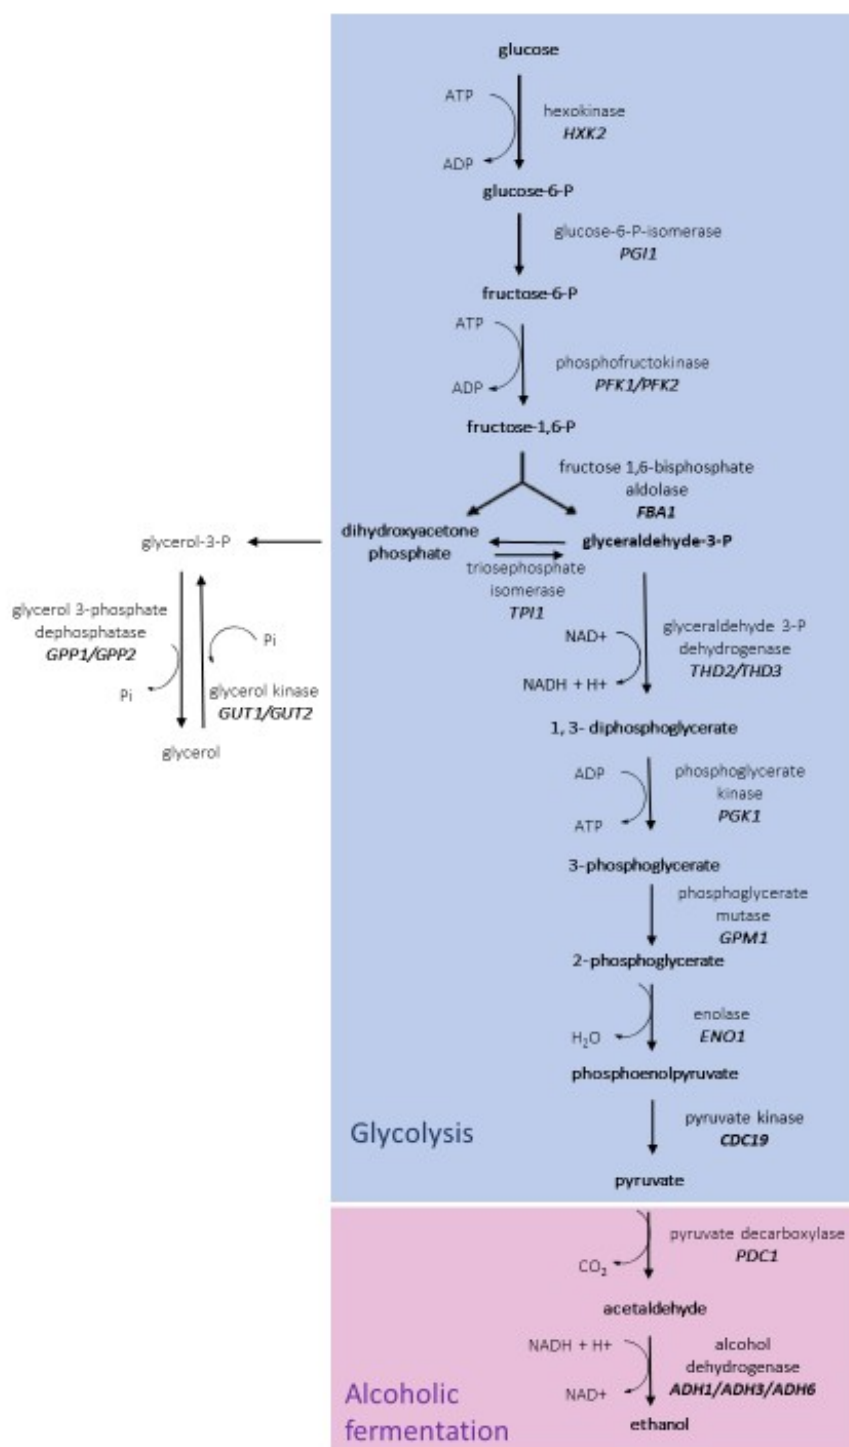 glucose
ATP
hexokinase
HXK2
ADP
glucose-6-P
glucose-6-P-isomerase
PGI1
fructose-6-P
ATP
phosphofructokinase
PFK1/PFK2
ADP
fructose-1,6-P
fructose 1,6-bisphosphate
aldolase
FBA1
glycerol-3-P
dihydroxyacetone
phosphate
glyceraldehyde-3-P
triosephosphate
isomerase
TPI1
glycerol 3-phosphate
dephosphatase
GPP1/GPP2
Pi
Pi
glycerol kinase
GUT1/GUT2
glycerol
NAD+
glyceraldehyde 3-P
dehydrogenase
THD2/THD3
NADH + H+
1, 3- diphosphoglycerate
ADP
phosphoglycerate
kinase
PGK1
ATP
3-phosphoglycerate
phosphoglycerate
mutase
GPM1
2-phosphoglycerate
enolase
ENO1
H₂O
phosphoenolpyruvate
pyruvate kinase
CDC19
Glycolysis
pyruvate
pyruvate decarboxylase
PDC1
CO₂
acetaldehyde
NADH + H+
alcohol
dehydrogenase
ADH1/ADH3/ADH6
NAD+
ethanol
Alcoholic
fermentation